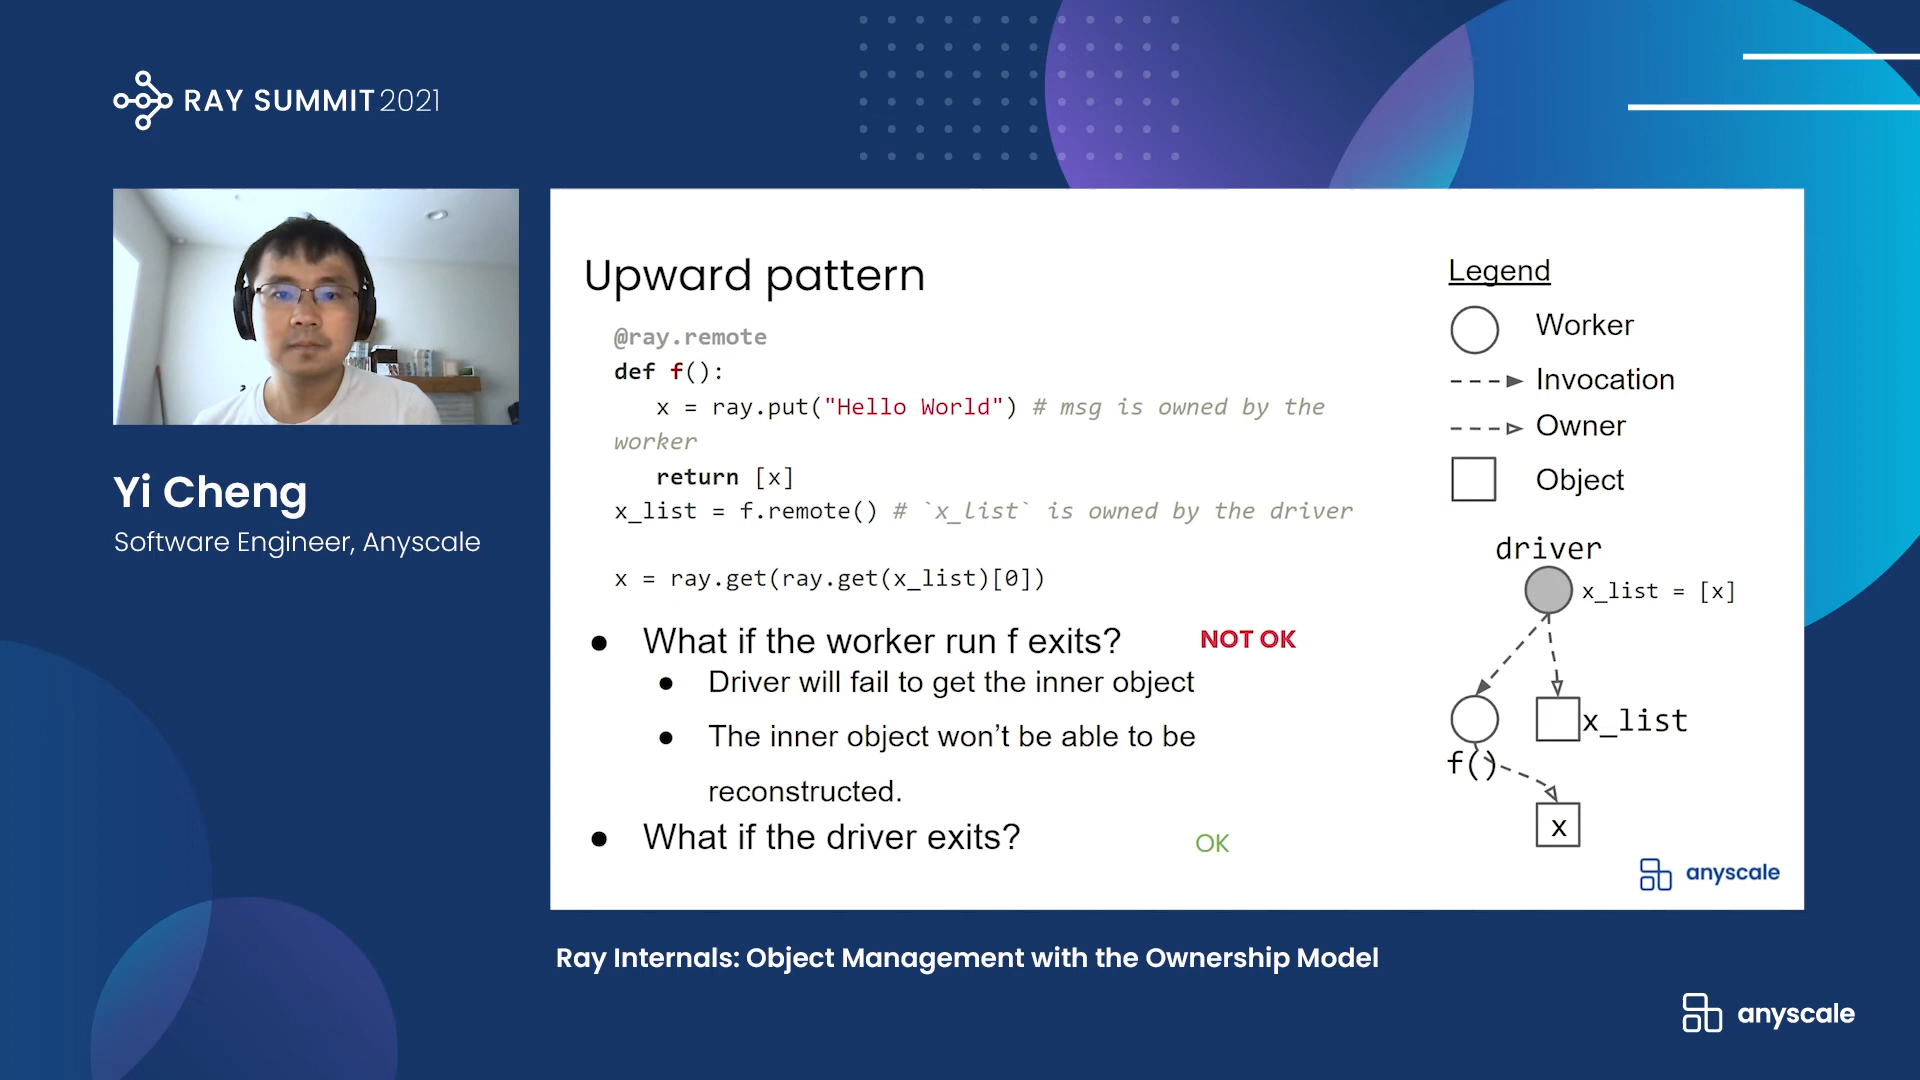 RAY SUMMIT 2021
Yi Cheng
Software Engineer, Anyscale
Upward pattern
@ray.remote
def f():
x = ray.put("Hello World") # msg is owned by the
worker
return [x]
x_list = f.remote() # `x_list` is owned by the driver
x = ray.get(ray.get(x_list)[0])
● What if the worker run f exits? NOT OK
● Driver will fail to get the inner object
● The inner object won’t be able to be
reconstructed.
● What if the driver exits? OK
Legend
Worker
Invocation
Owner
Object
driver
x_list = [x]
x_list
f()
x
anyscale
Ray Internals: Object Management with the Ownership Model
anyscale